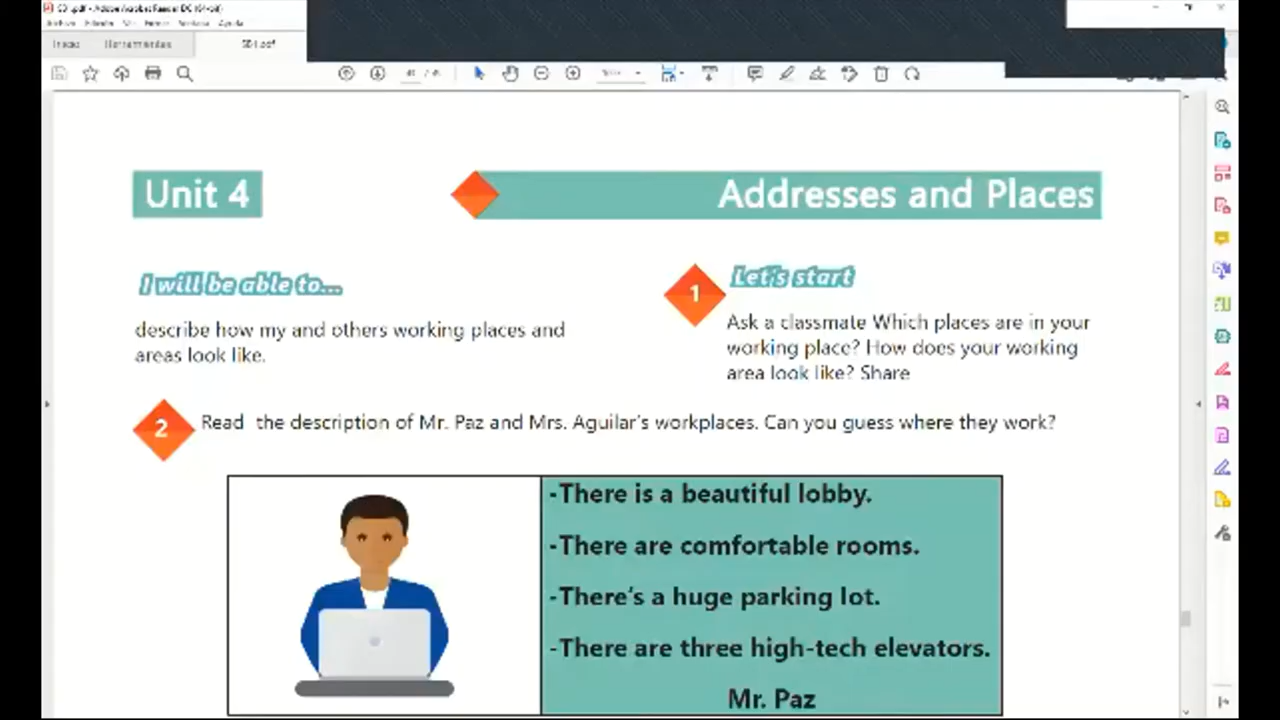 Inicio Herramientas
Unit 4
Addresses and Places
I will be able to...
describe how my and others working places and
areas look like.
1
Let's start
Ask a classmate Which places are in your
working place? How does your working
area look like? Share
2
Read the description of Mr. Paz and Mrs. Aguilar's workplaces. Can you guess where they work?
-There is a beautiful lobby.
-There are comfortable rooms.
-There's a huge parking lot.
-There are three high-tech elevators.
Mr. Paz